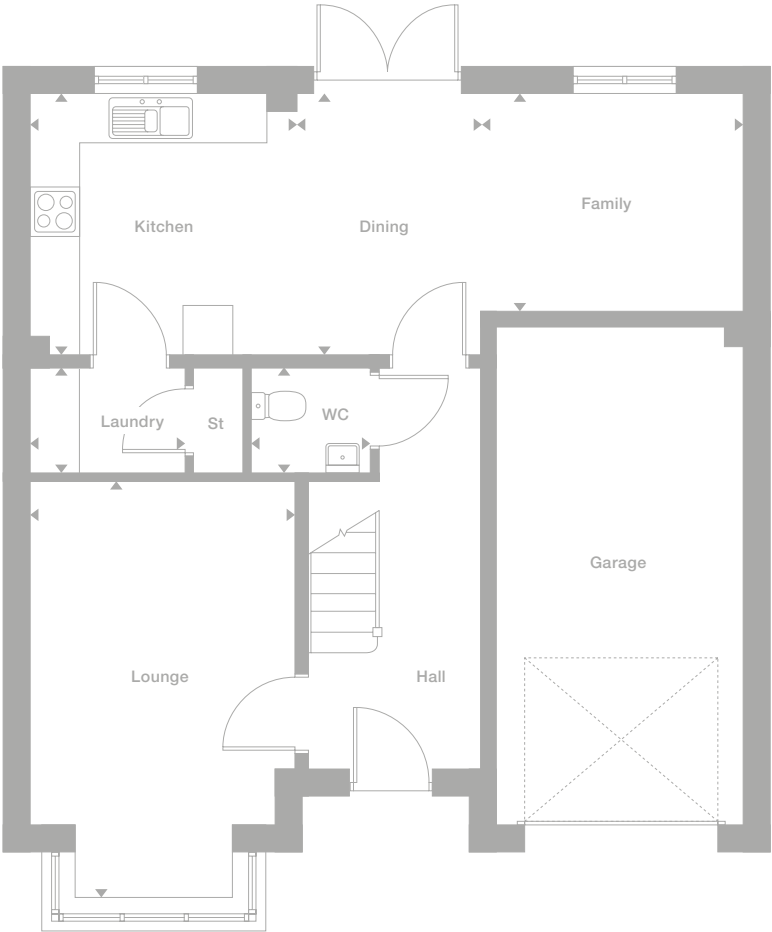 Family
Kitchen
Dining
Laundry
St
WC
Garage
Lounge
Hall